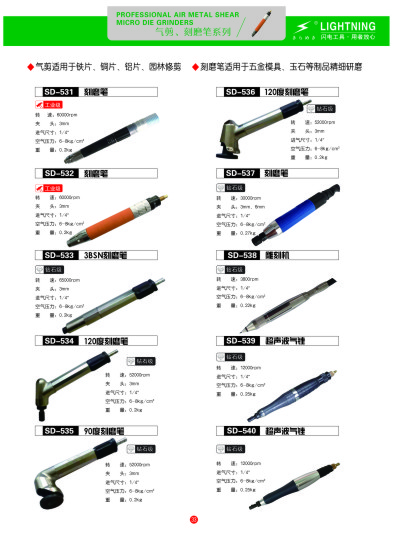 PROFESSIONAL AIR METAL SHEAR
MICRO DIE GRINDERS
气剪、刻磨笔系列
LIGHTNING
闪电工具·用者放心
◆气剪适用于铁片、铜片、铝片、园林修剪
◆刻磨笔适用于五金模具、玉石等制品精细研磨
SD-531 刻磨笔
工业级
转 速: 60000rpm
夹 头: 3mm
进气尺寸: 1/4"
空气压力: 6-8kg/cm²
重 量: 0.2kg
SD-532 刻磨笔
工业级
转 速: 60000rpm
夹 头: 3mm
进气尺寸: 1/4"
空气压力: 6-8kg/cm²
重 量: 0.2kg
SD-533 3BSN刻磨笔
钻石级
转 速: 65000rpm
夹 头: 3mm
进气尺寸: 1/4"
空气压力: 6-8kg/cm²
重 量: 0.2kg
SD-534 120度刻磨笔
钻石级
转 速: 52000rpm
夹 头: 3mm
进气尺寸: 1/4"
空气压力: 6-8kg/cm²
重 量: 0.2kg
SD-535 90度刻磨笔
钻石级
转 速: 52000rpm
夹 头: 3mm
进气尺寸: 1/4"
空气压力: 6-8kg/cm²
重 量: 0.2kg
SD-536 120度刻磨笔
钻石级
转 速: 52000rpm
夹 头: 3mm
进气尺寸: 1/4"
空气压力: 6-8kg/cm²
重 量: 0.2kg
SD-537 刻磨笔
钻石级
转 速: 30000rpm
夹 头: 3mm、6mm
进气尺寸: 1/4"
空气压力: 6-8kg/cm²
重 量: 0.27kg
SD-538 雕刻机
钻石级
转 速: 3800rpm
进气尺寸: 1/4"
空气压力: 6-8kg/cm²
重 量: 0.23kg
SD-539 超声波气锉
钻石级
转 速: 12000rpm
进气尺寸: 1/4"
空气压力: 6-8kg/cm²
重 量: 0.25kg
SD-540 超声波气锉
钻石级
转 速: 12000rpm
进气尺寸: 1/4"
空气压力: 6-8kg/cm²
重 量: 0.25kg